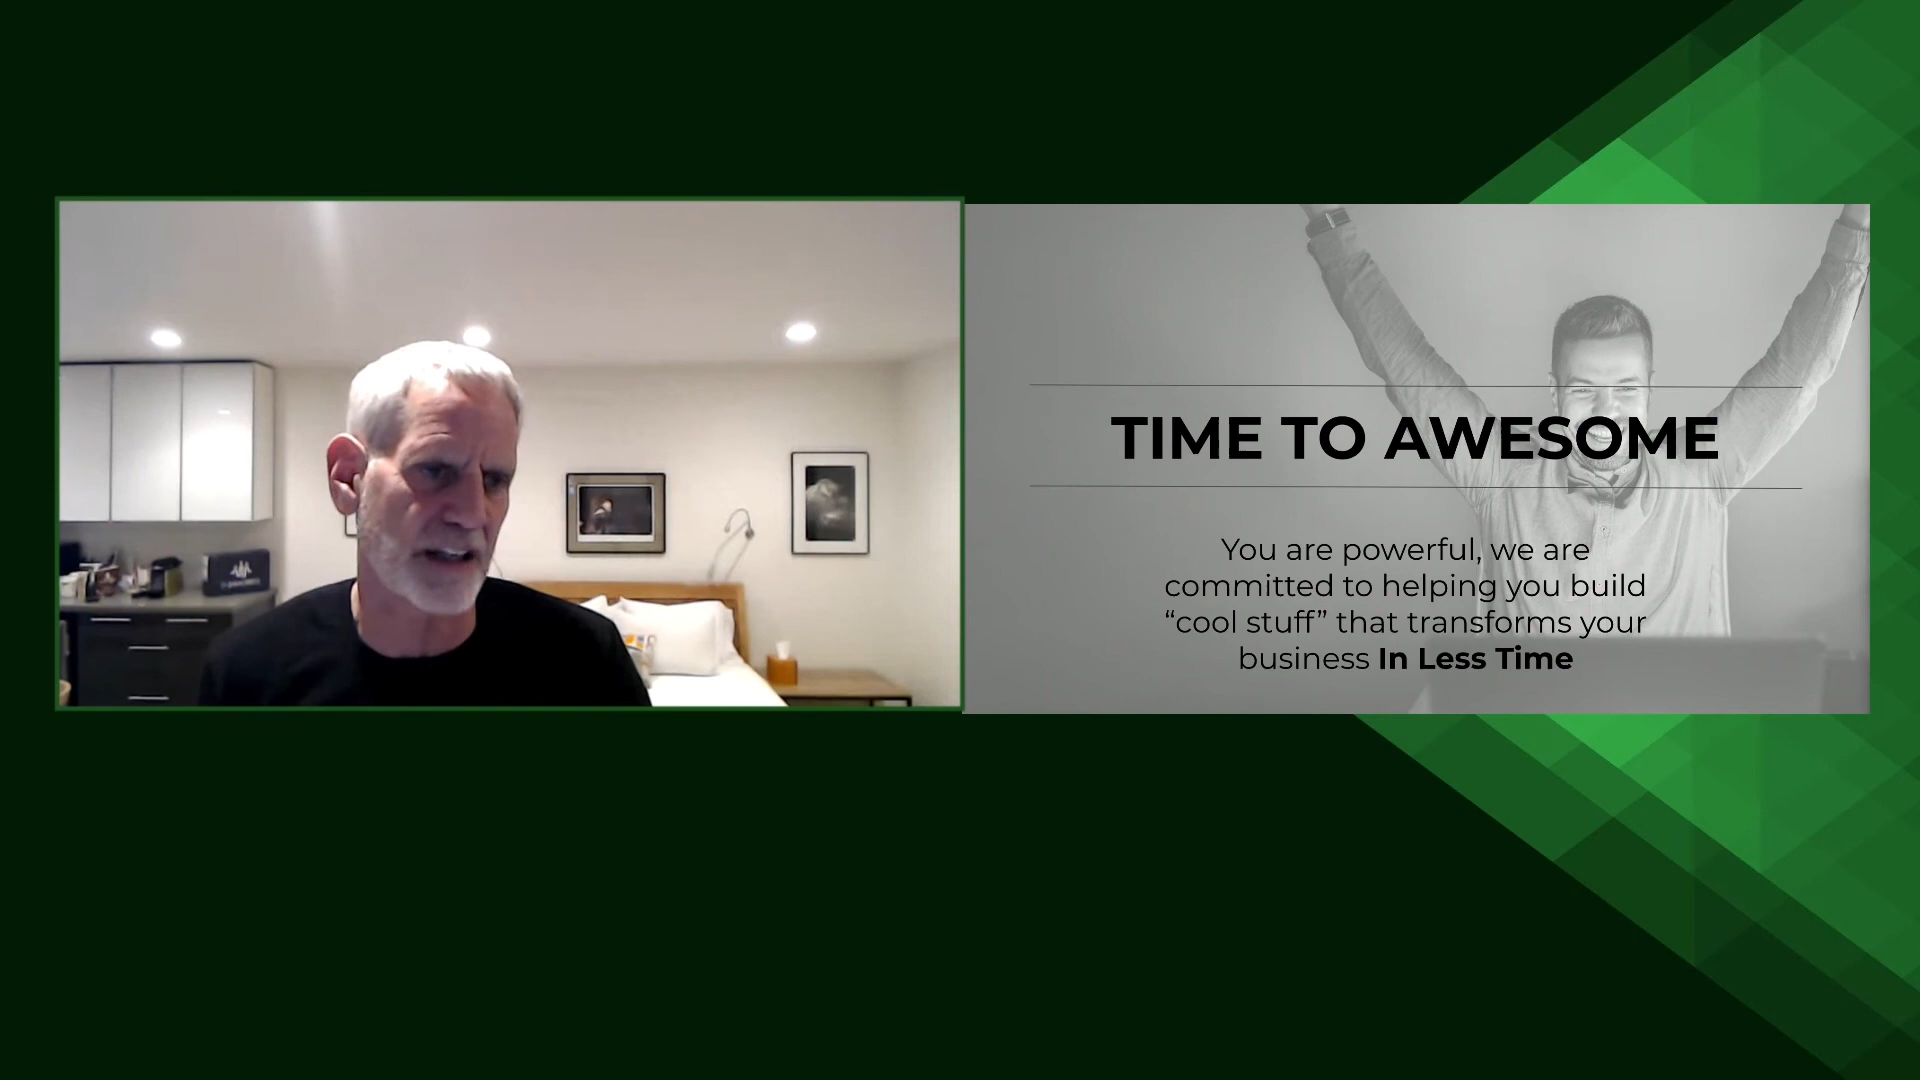 TIME TO AWESOME
You are powerful, we are
committed to helping you build
“cool stuff” that transforms your
business In Less Time